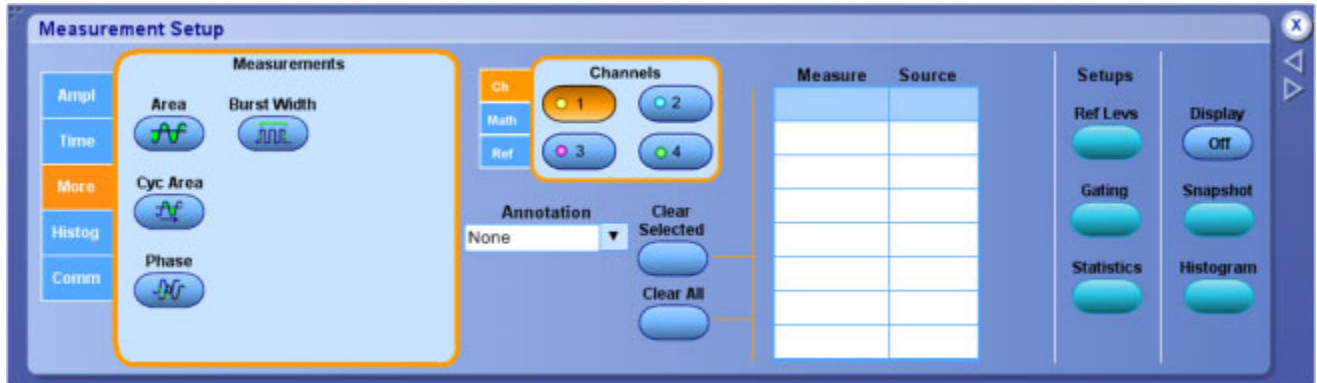 Measurement Setup
X
Ampl
Time
More
Histog
Comm
Measurements
Area
Burst Width
Cyc Area
Phase
Ch
Math
Ref
Channels
1
2
3
4
Annotation
None
Clear
Selected
Clear All
Measure Source
Setups
Ref Levs
Gating
Statistics
Display
Off
Snapshot
Histogram